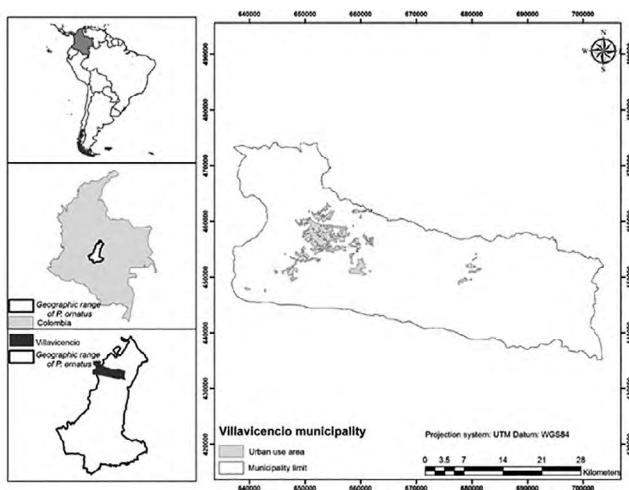 640000 650000 660000 670000 680000 690000 700000
N
W
490000
480000
470000
460000
450000
440000
430000
420000
Geographic range
of P. ornatus
Colombia
Villavicencio
Geographic range
of P. ornatus
Villavicencio municipality
Urban use area
Municipality limit
Projection system: UTM Datum: WGS84
0 3.5 7 14 21 28
Kilometers
640000 650000 660000 670000 680000 690000 700000